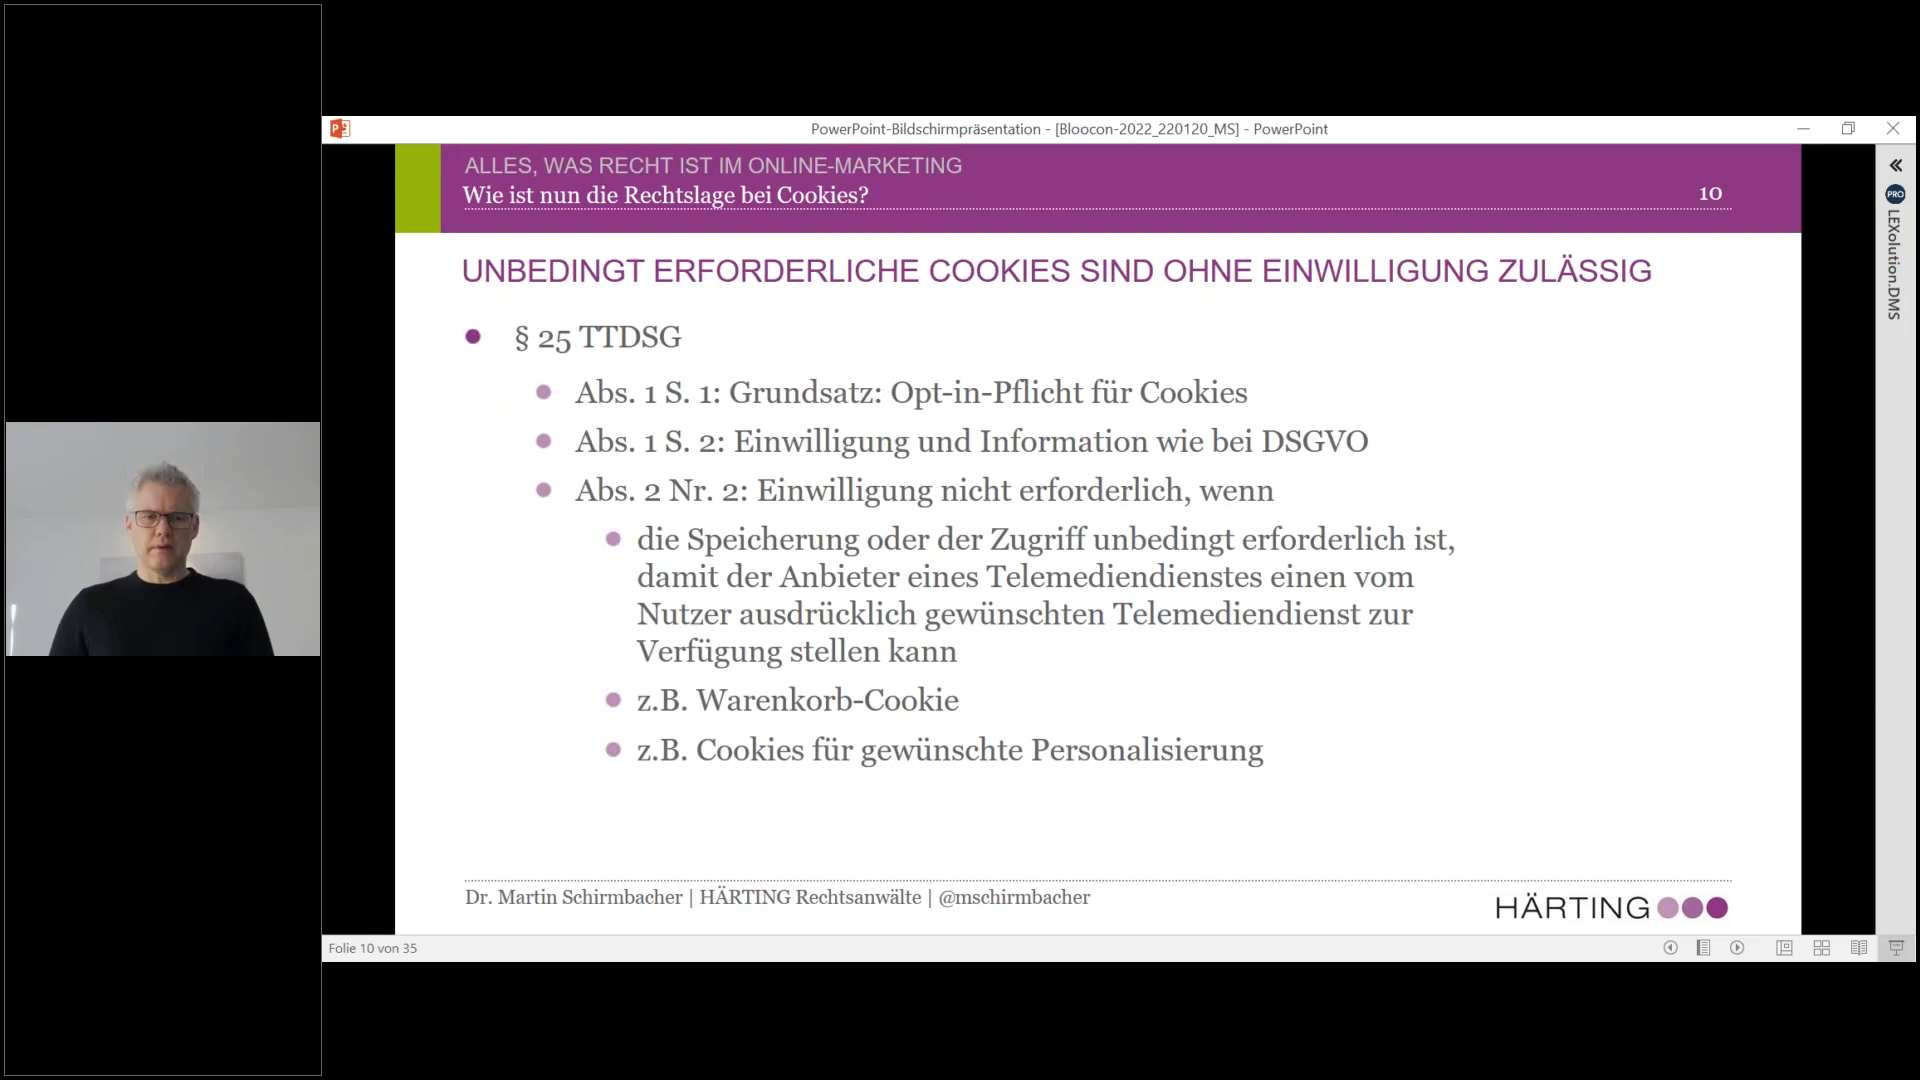 PowerPoint-Bildschirmpräsentation - [Bloocon-2022_220120_MS] - PowerPoint
ALLES, WAS RECHT IST IM ONLINE-MARKETING
Wie ist nun die Rechtslage bei Cookies?
10
PRO
LEXolution.DMS
UNBEDINGT ERFORDERLICHE COOKIES SIND OHNE EINWILLIGUNG ZULÄSSIG
§ 25 TTDSG
Abs. 1 S. 1: Grundsatz: Opt-in-Pflicht für Cookies
Abs. 1 S. 2: Einwilligung und Information wie bei DSGVO
Abs. 2 Nr. 2: Einwilligung nicht erforderlich, wenn
die Speicherung oder der Zugriff unbedingt erforderlich ist,
damit der Anbieter eines Telemediendienstes einen vom
Nutzer ausdrücklich gewünschten Telemediendienst zur
Verfügung stellen kann
z.B. Warenkorb-Cookie
z.B. Cookies für gewünschte Personalisierung
Dr. Martin Schirmbacher | HÄRTING Rechtsanwälte | @mschirmbacher
HÄRTING
Folie 10 von 35